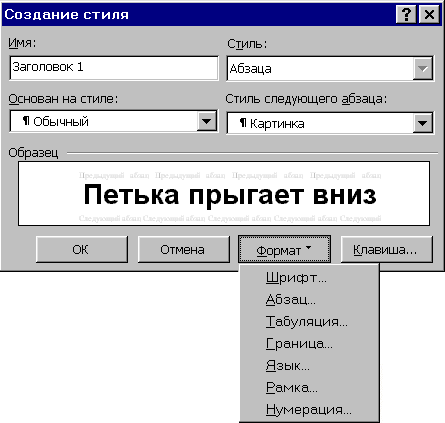 Создание стиля
Имя: Стиль:
Заголовок 1 Абзаца
Основан на стиле: Стиль следующего абзаца:
¶ Обычный ¶ Картинка
Образец
Предыдущий абзац Предыдущий абзац Предыдущий абзац Предыдущий абзац
Петька прыгает вниз
Следующий абзац Следующий абзац Следующий абзац Следующий абзац Следующий абзац
ОК Отмена Формат Клавиша...
Шрифт...
Абзац...
Табуляция...
Граница...
Язык...
Рамка...
Нумерация...